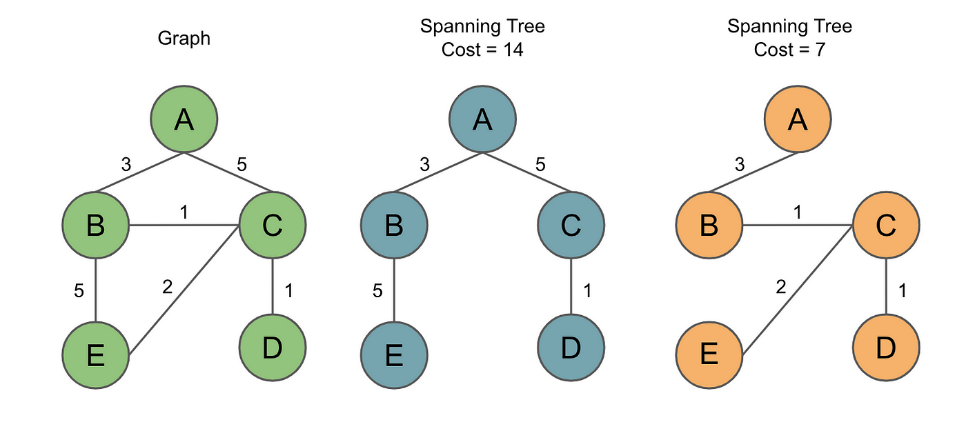 Graph
A
3
5
B
1
C
5
2
1
E
D
Spanning Tree
Cost = 14
A
3
5
B
C
5
1
E
D
Spanning Tree
Cost = 7
A
3
B
1
C
2
1
E
D